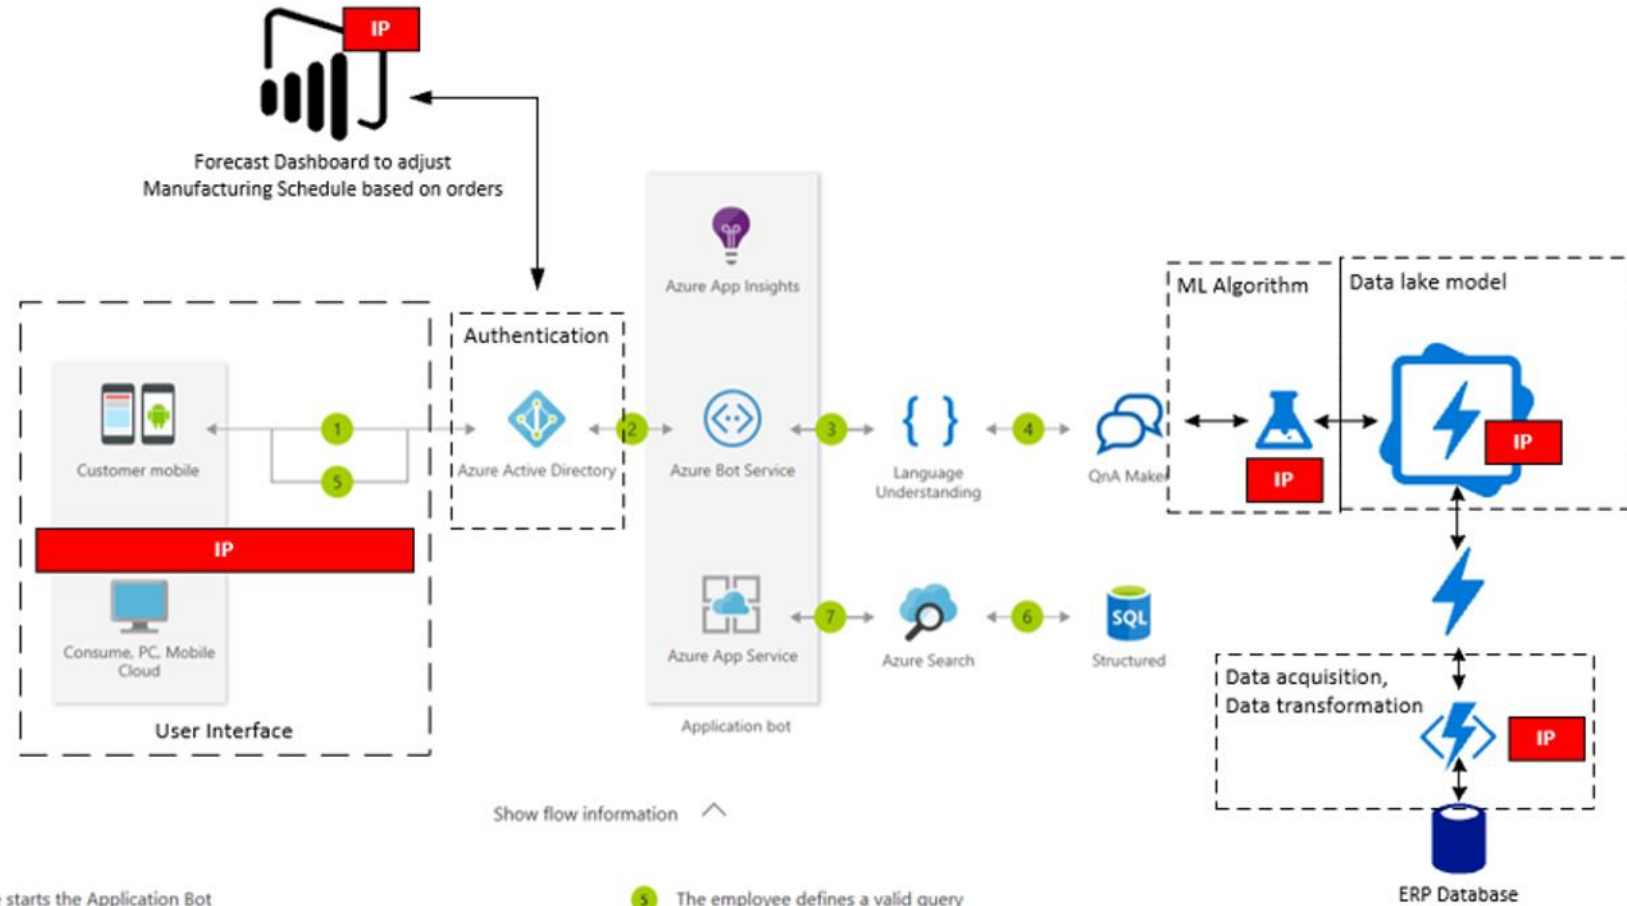 IP
Forecast Dashboard to adjust
Manufacturing Schedule based on orders
Azure App Insights
ML Algorithm
Data lake model
Authentication
Customer mobile
1
5
Azure Active Directory
2
Azure Bot Service
3
Language
Understanding
4
QnA Maker
IP
IP
IP
Consume, PC, Mobile
Cloud
User Interface
Azure App Service
7
Azure Search
6
SQL
Structured
Application bot
Data acquisition,
Data transformation
IP
ERP Database
Show flow information
starts the Application Bot
5 The employee defines a valid query